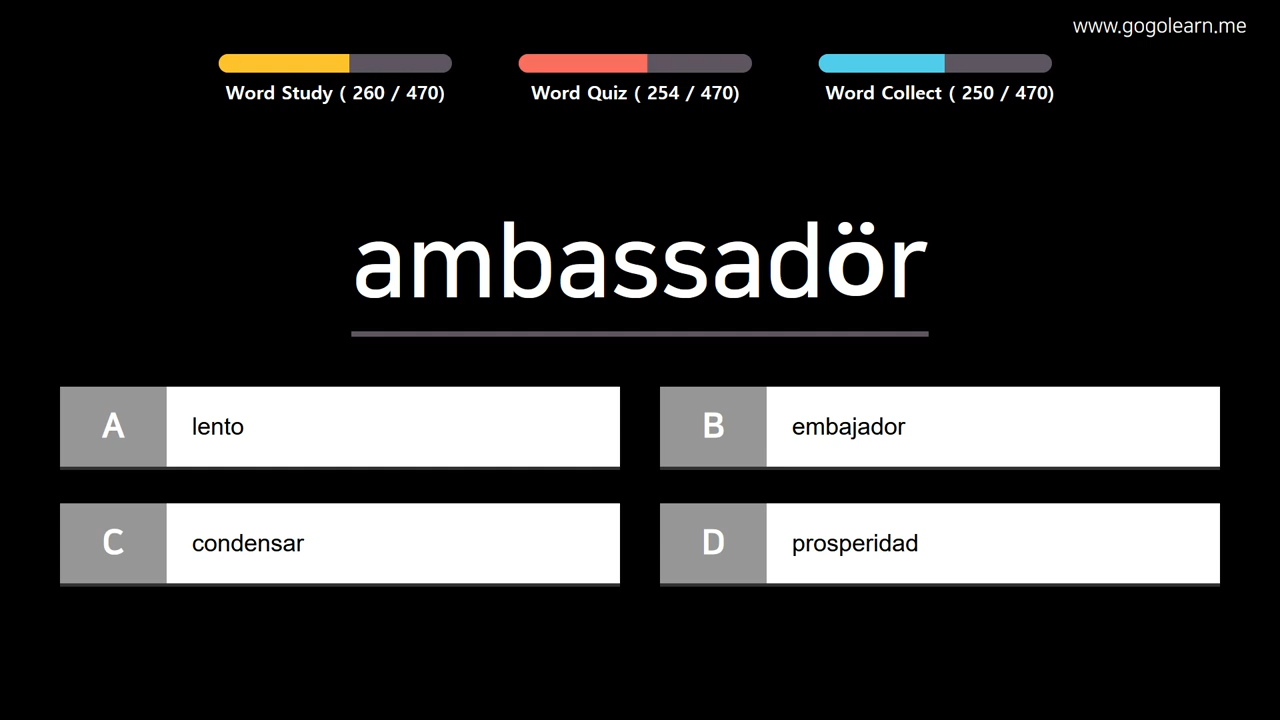 www.gogolearn.me
Word Study ( 260 / 470)
Word Quiz ( 254 / 470)
Word Collect ( 250 / 470)
ambassadör
A lento
B embajador
C condensar
D prosperidad